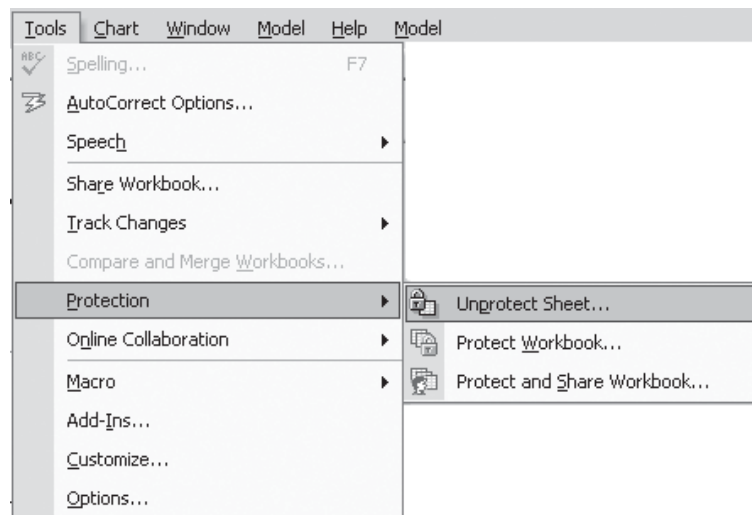 Tools Chart Window Model Help Model
ABC Spelling... F7
AutoCorrect Options...
Speech
Share Workbook...
Track Changes
Compare and Merge Workbooks...
Protection
Unprotect Sheet...
Online Collaboration
Protect Workbook...
Macro
Protect and Share Workbook...
Add-Ins...
Customize...
Options...